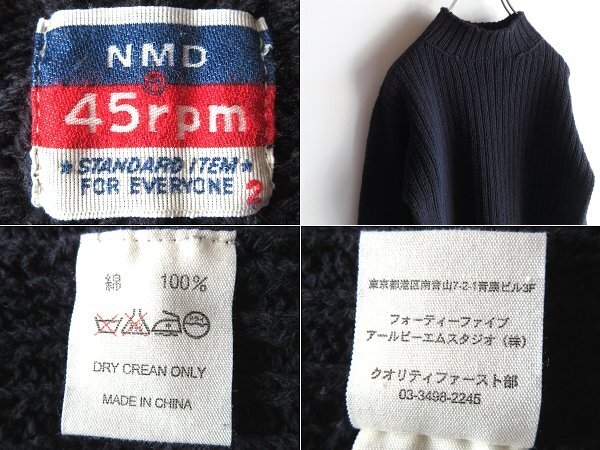 NMD
R
45rpm
★STANDARD ITEM★
FOR EVERYONE 2
綿 100%
DRY CREAN ONLY
MADE IN CHINA
東京都港区南青山7-2-1青康ビル3F
フォーティーファイブ
アールピーエムスタジオ（株）
クオリティファースト部
03-3498-2245